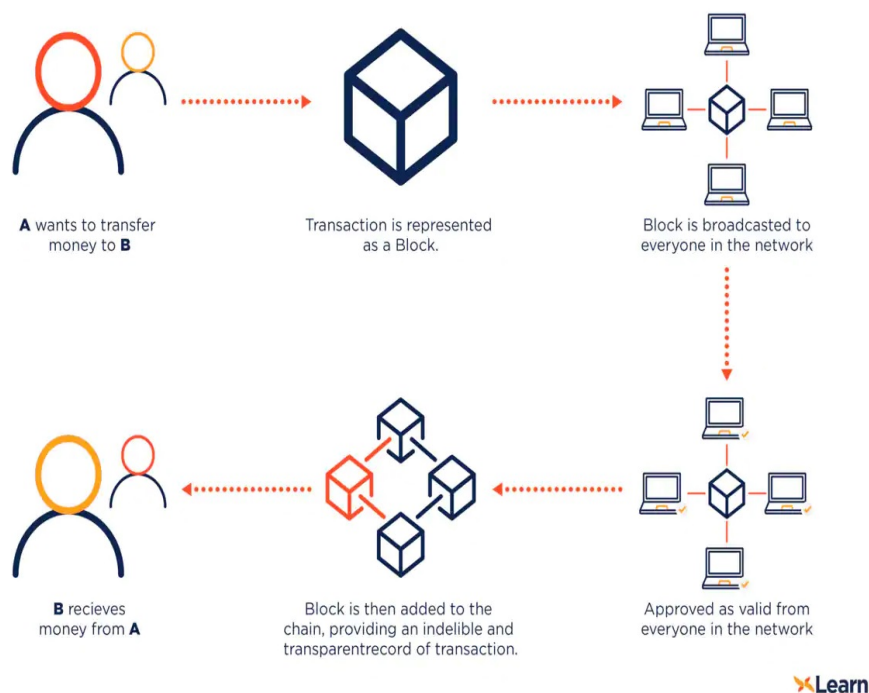 A wants to transfer
money to B
Transaction is represented
as a Block.
Block is broadcasted to
everyone in the network
B recieves
money from A
Block is then added to the
chain, providing an indelible and
transparentrecord of transaction.
Approved as valid from
everyone in the network
Learn